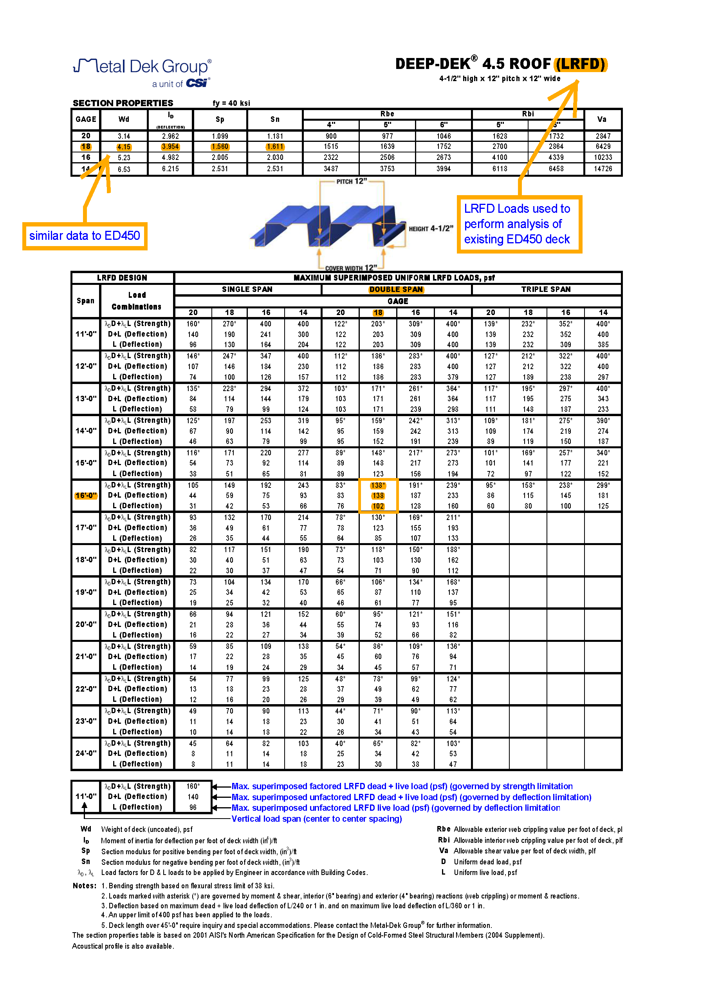 Metal Dek Group®
a unit of CSi®
DEEP-DEK® 4.5 ROOF (LRFD)
4-1/2" high x 12" pitch x 12" wide
SECTION PROPERTIES fy = 40 ksi
GAGE Wd ID (DEFLECTION) Sp Sn Rbe Rbi Va
4" 5" 6" 5" 6"
20 3.14 2.962 1.099 1.181 900 977 1046 1628 1732 2847
18 4.15 3.954 1.560 1.611 1515 1639 1752 2700 2864 6429
16 5.23 4.982 2.005 2.030 2322 2506 2673 4100 4339 10233
14 6.53 6.215 2.531 2.531 3487 3753 3994 6118 6458 14726
PITCH 12"
HEIGHT 4-1/2"
COVER WIDTH 12"
similar data to ED450
LRFD Loads used to
perform analysis of
existing ED450 deck
LRFD DESIGN MAXIMUM SUPERIMPOSED UNIFORM LRFD LOADS, psf
Span Load Combinations SINGLE SPAN DOUBLE SPAN TRIPLE SPAN
GAGE
20 18 16 14 20 18 16 14 20 18 16 14
11'-0" λDD+λLL (Strength) 160* 270* 400 400 122* 203* 309* 400* 139* 232* 352* 400*
D+L (Deflection) 140 190 241 300 122 203 309 400 139 232 352 400
L (Deflection) 96 130 164 204 122 203 309 400 139 232 309 385
12'-0" λDD+λLL (Strength) 146* 247* 347 400 112* 186* 283* 400* 127* 212* 322* 400*
D+L (Deflection) 107 146 184 230 112 186 283 400 127 212 322 400
L (Deflection) 74 100 126 157 112 186 283 379 127 189 238 297
13'-0" λDD+λLL (Strength) 135* 228* 294 372 103* 171* 261* 364* 117* 195* 297* 400*
D+L (Deflection) 84 114 144 179 103 171 261 364 117 195 275 343
L (Deflection) 58 79 99 124 103 171 239 298 111 148 187 233
14'-0" λDD+λLL (Strength) 125* 197 253 319 95* 159* 242* 313* 109* 181* 275* 390*
D+L (Deflection) 67 90 114 142 95 159 242 313 109 174 219 274
L (Deflection) 46 63 79 99 95 152 191 239 89 119 150 187
15'-0" λDD+λLL (Strength) 116* 171 220 277 89* 148* 217* 273* 101* 169* 257* 340*
D+L (Deflection) 54 73 92 114 89 148 217 273 101 141 177 221
L (Deflection) 38 51 65 81 89 123 156 194 72 97 122 152
16'-0" λDD+λLL (Strength) 105 149 192 243 83* 138* 191* 239* 95* 158* 238* 299*
D+L (Deflection) 44 59 75 93 83 138 187 233 86 115 145 181
L (Deflection) 31 42 53 66 76 102 128 160 60 80 100 125
17'-0" λDD+λLL (Strength) 93 132 170 214 78* 130* 169* 211*
D+L (Deflection) 36 49 61 77 78 123 155 193
L (Deflection) 26 35 44 55 64 85 107 133
18'-0" λDD+λLL (Strength) 82 117 151 190 73* 118* 150* 188*
D+L (Deflection) 30 40 51 63 73 103 130 162
L (Deflection) 22 30 37 47 54 71 90 112
19'-0" λDD+λLL (Strength) 73 104 134 170 66* 106* 134* 168*
D+L (Deflection) 25 34 42 53 65 87 110 137
L (Deflection) 19 25 32 40 46 61 77 95
20'-0" λDD+λLL (Strength) 66 94 121 152 60* 95* 121* 151*
D+L (Deflection) 21 28 36 44 55 74 93 116
L (Deflection) 16 22 27 34 39 52 66 82
21'-0" λDD+λLL (Strength) 59 85 109 138 54* 86* 109* 136*
D+L (Deflection) 17 22 28 35 45 60 76 94
L (Deflection) 14 19 24 29 34 45 57 71
22'-0" λDD+λLL (Strength) 54 77 99 125 48* 78* 99* 124*
D+L (Deflection) 13 18 23 28 37 49 62 77
L (Deflection) 12 16 20 26 29 39 49 62
23'-0" λDD+λLL (Strength) 49 70 90 113 44* 71* 90* 113*
D+L (Deflection) 11 14 18 23 30 41 51 64
L (Deflection) 10 14 18 22 26 34 43 54
24'-0" λDD+λLL (Strength) 45 64 82 103 40* 65* 82* 103*
D+L (Deflection) 8 11 14 18 25 34 42 53
L (Deflection) 8 11 14 18 23 30 38 47
11'-0" λDD+λLL (Strength) 160* Max. superimposed factored LRFD dead + live load (psf) (governed by strength limitation
D+L (Deflection) 140 Max. superimposed unfactored LRFD dead + live load (psf) (governed by deflection limitation)
L (Deflection) 96 Max. superimposed unfactored LRFD live load (psf) (governed by deflection limitation
Vertical load span (center to center spacing)
Wd Weight of deck (uncoated), psf Rbe Allowable exterior web crippling value per foot of deck, pl
ID Moment of inertia for deflection per foot of deck width (in4)/ft Rbi Allowable interior web crippling value per foot of deck, plf
Sp Section modulus for positive bending per foot of deck width, (in3)/ft Va Allowable shear value per foot of deck width, plf
Sn Section modulus for negative bending per foot of deck width, (in3)/ft D Uniform dead load, psf
λD , λL Load factors for D & L loads to be applied by Engineer in accordance with Building Codes. L Uniform live load, psf
Notes: 1. Bending strength based on flexural stress limit of 38 ksi.
2. Loads marked with asterisk (*) are governed by moment & shear, interior (6" bearing) and exterior (4" bearing) reactions (web crippling) or moment & reactions.
3. Deflection based on maximum dead + live load deflection of L/240 or 1 in. and on maximum live load deflection of L/360 or 1 in.
4. An upper limit of 400 psf has been applied to the loads.
5. Deck length over 45'-0" require inquiry and special accommodations. Please contact the Metal-Dek Group® for further information.
The section properties table is based on 2001 AISI's North American Specification for the Design of Cold-Formed Steel Structural Members (2004 Supplement).
Acoustical profile is also available.